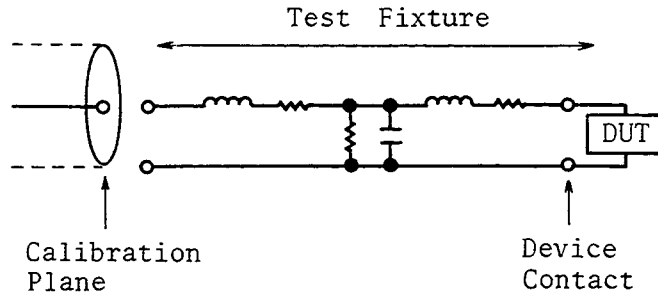 Test Fixture
DUT
Calibration
Plane
Device
Contact